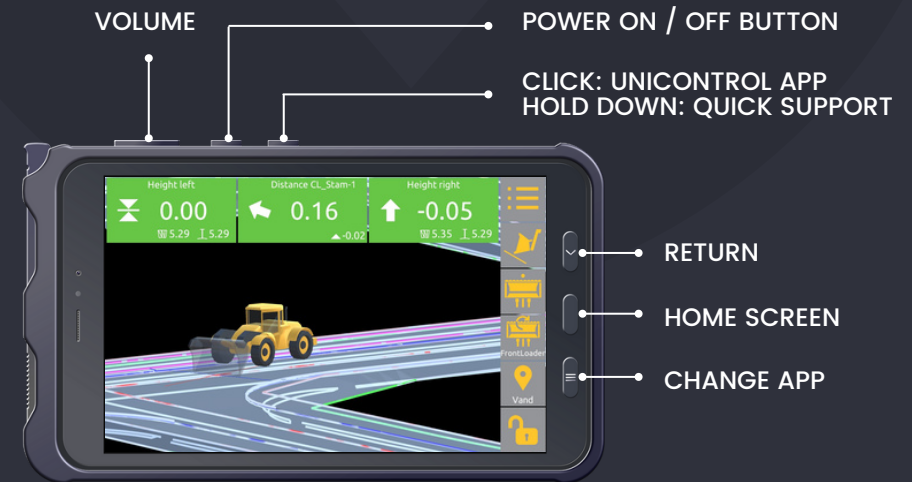 VOLUME
POWER ON / OFF BUTTON
CLICK: UNICONTROL APP
HOLD DOWN: QUICK SUPPORT
Height left
Distance CL_Stam-1
Height right
0.00
0.16
-0.05
5.29 5.29
-0.02
5.35 5.29
RETURN
HOME SCREEN
FrontLoader
CHANGE APP
Vand